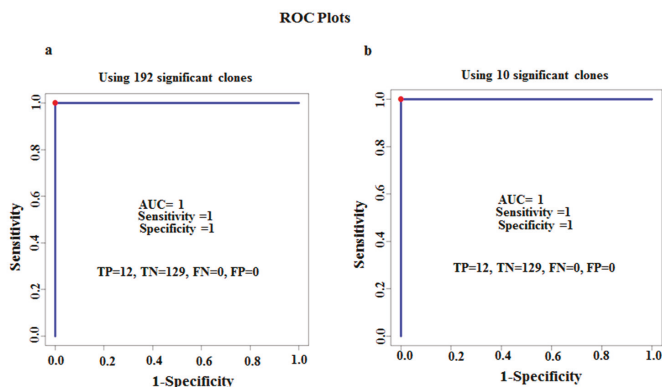 ROC Plots
a
Using 192 significant clones
Sensitivity
1.0
0.8
0.6
0.4
0.2
0.0
AUC= 1
Sensitivity =1
Specificity =1
TP=12, TN=129, FN=0, FP=0
0.0 0.2 0.4 0.6 0.8 1.0
1-Specificity
b
Using 10 significant clones
Sensitivity
1.0
0.8
0.6
0.4
0.2
0.0
AUC= 1
Sensitivity =1
Specificity =1
TP=12, TN=129, FN=0, FP=0
0.0 0.2 0.4 0.6 0.8 1.0
1-Specificity